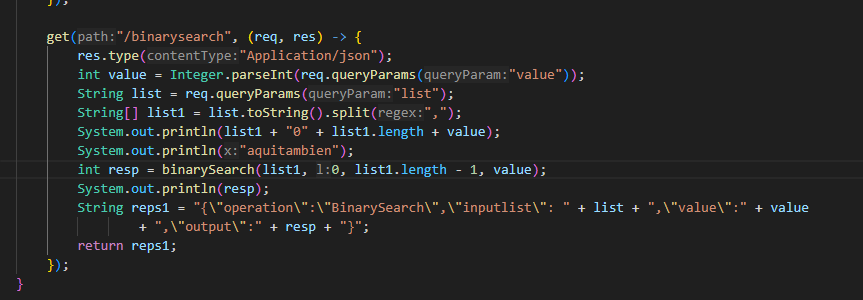 });
get(path:"/binarysearch", (req, res) -> {
res.type(contentType:"Application/json");
int value = Integer.parseInt(req.queryParams(queryParam:"value"));
String list = req.queryParams(queryParam:"list");
String[] list1 = list.toString().split(regex:",");
System.out.println(list1 + "0" + list1.length + value);
System.out.println(x:"aquitambien");
int resp = binarySearch(list1, l:0, list1.length - 1, value);
System.out.println(resp);
String reps1 = "{\"operation\":\"BinarySearch\",\"inputlist\": " + list + ",\"value\":" + value
+ ",\"output\":" + resp + "}";
return reps1;
});
}